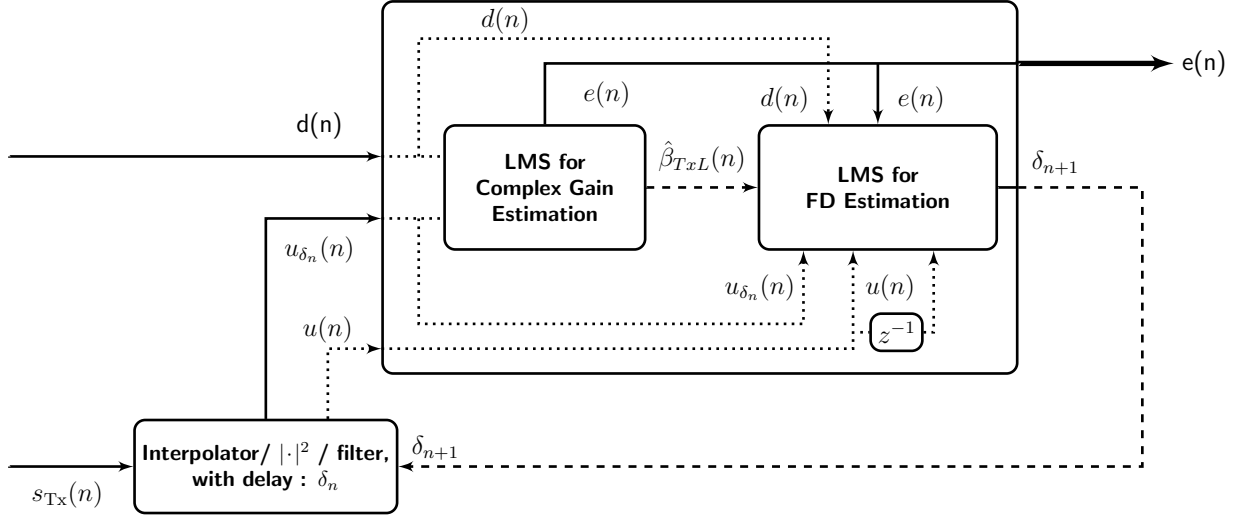 d(n)
e(n)
e(n)
d(n)
e(n)
d(n)
LMS for
Complex Gain
Estimation
β̂_{TxL}(n)
LMS for
FD Estimation
δ_{n+1}
u_{δ_n}(n)
u_{δ_n}(n)
u(n)
u(n)
z^{-1}
Interpolator/ |·|² / filter,
with delay : δ_n
δ_{n+1}
s_{Tx}(n)